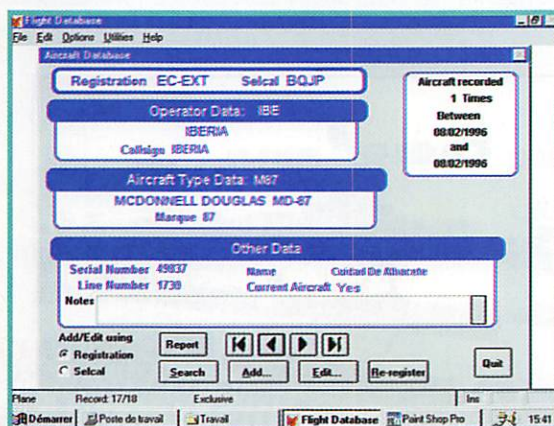 Flight Database
File Edit Options Utilities Help
Aircraft Database
Registration EC-EXT Selcal BQJP
Aircraft recorded
1 Times
Between
08/02/1996
and
08/02/1996
Operator Data: IBE
IBERIA
Callsign IBERIA
Aircraft Type Data: M87
MCDONNELL DOUGLAS MD-87
Marque 87
Other Data
Serial Number 49837 Name Cuidad De Albacete
Line Number 1730 Current Aircraft Yes
Notes
Add/Edit using
Registration
Selcal
Report
Search Add... Edit... Re-register Quit
Plane Record: 17/18 Exclusive Ins
Démarrer Poste de travail Travail Flight Database Paint Shop Pro 15:41